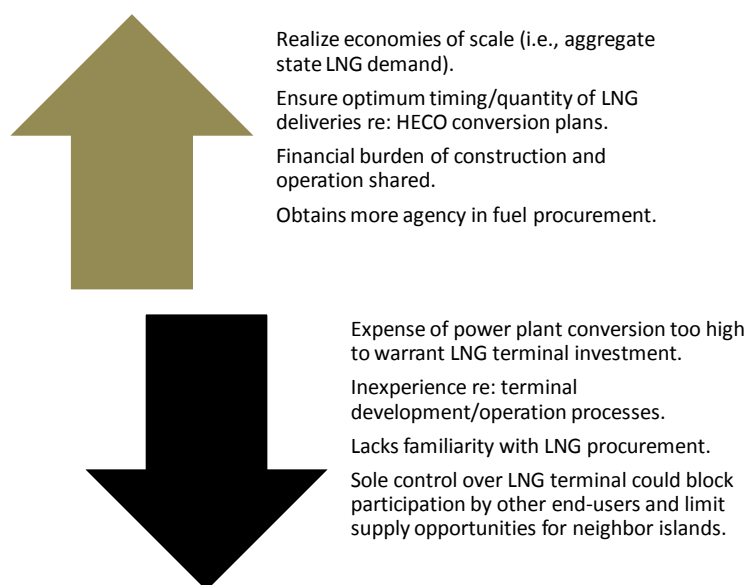 Realize economies of scale (i.e., aggregate
state LNG demand).
Ensure optimum timing/quantity of LNG
deliveries re: HECO conversion plans.
Financial burden of construction and
operation shared.
Obtains more agency in fuel procurement.
Expense of power plant conversion too high
to warrant LNG terminal investment.
Inexperience re: terminal
development/operation processes.
Lacks familiarity with LNG procurement.
Sole control over LNG terminal could block
participation by other end-users and limit
supply opportunities for neighbor islands.